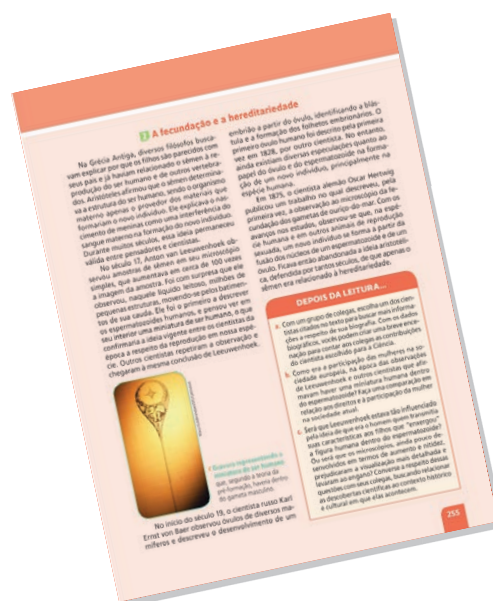 2 A fecundação e a hereditariedade
Na Grécia Antiga, diversos filósofos busca-
vam explicar por que os filhos são parecidos com
seus pais e já haviam relacionado o sêmen à re-
produção do ser humano e de outros vertebra-
dos. Aristóteles afirmou que o sêmen determina-
va a estrutura do ser humano, sendo o organismo
materno apenas o provedor dos materiais que
formariam o novo indivíduo. Ele explicava o nas-
cimento de meninas como uma interferência do
sangue materno na formação do novo indivíduo.
Durante muitos séculos, esta ideia permaneceu
válida entre pensadores e cientistas.
No século 17, Anton van Leeuwenhoek ob-
servou amostras de sêmen em seu microscópio
simples, que aumentava em cerca de 100 vezes
a imagem da amostra. Foi com surpresa que ele
observou, naquele líquido leitoso, milhões de
pequenas estruturas, movendo-se pelos batimen-
tos de sua cauda. Ele foi o primeiro a descrever
os espermatozoides humanos, e pensou ver em
seu interior uma miniatura de ser humano, o que
confirmaria a ideia vigente entre os cientistas da
época a respeito da reprodução em nossa espé-
cie. Outros cientistas repetiram a observação e
chegaram à mesma conclusão de Leeuwenhoek.
miniatura de ser humano
que, segundo a teoria da
pré-formação, haveria dentro
do gameta masculino.
No início do século 19, o cientista russo Karl
Ernst von Baer observou óvulos de diversos ma-
míferos e descreveu o desenvolvimento de um
embrião a partir do óvulo, identificando a blás-
tula e a formação dos folhetos embrionários. O
primeiro óvulo humano foi descrito pela primeira
vez em 1828, por outro cientista. No entanto,
ainda existiam diversas especulações quanto ao
papel do óvulo e do espermatozoide na forma-
ção de um novo indivíduo, principalmente na
espécie humana.
Em 1875, o cientista alemão Oscar Hertwig
publicou um trabalho no qual descreveu, pela
primeira vez, a observação ao microscópio da fe-
cundação dos gametas de ouriço-do-mar. Com os
avanços nos estudos, observou-se que, na espé-
cie humana e em outros animais de reprodução
sexuada, um novo indivíduo se forma a partir da
fusão dos núcleos de um espermatozoide e de um
óvulo. Ficava então abandonada a ideia aristotéli-
ca, defendida por tantos séculos, de que apenas o
sêmen era relacionado à hereditariedade.
DEPOIS DA LEITURA...
a. Com um grupo de colegas, escolha um dos cien-
tistas citados no texto para buscar mais informa-
ções a respeito de sua biografia. Com os dados
biográficos, vocês podem criar uma breve ence-
nação para contar aos colegas as contribuições
do cientista escolhido para a Ciência.
b. Como era a participação das mulheres na so-
ciedade europeia, na época das observações
de Leeuwenhoek e outros cientistas que afir-
mavam haver uma miniatura humana dentro
do espermatozoide? Faça uma comparação em
relação aos direitos e à participação da mulher
na sociedade atual.
c. Será que Leeuwenhoek estava tão influenciado
pela ideia de que era o homem quem transmitia
suas características aos filhos que "enxergou"
a figura humana dentro do espermatozoide?
Ou será que os microscópios, ainda pouco de-
senvolvidos em termos de aumento e nitidez,
prejudicaram a visualização mais detalhada e
levaram ao engano? Converse a respeito dessas
questões com seus colegas, buscando relacionar
as descobertas científicas ao contexto histórico
e cultural em que elas acontecem.
255